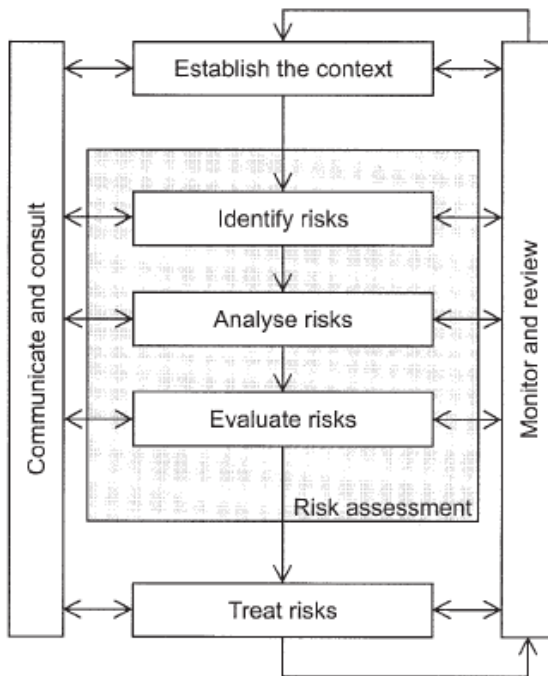 Establish the context
Identify risks
Analyse risks
Evaluate risks
Risk assessment
Treat risks
Communicate and consult
Monitor and review